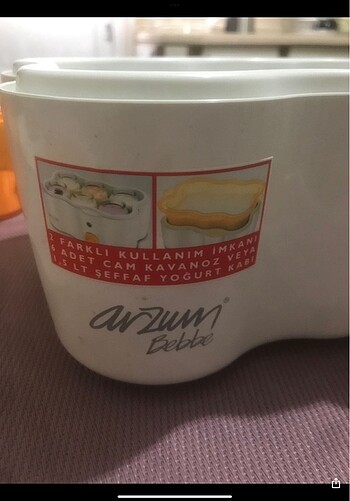 2 FARKLI KULLANIM İMKANI
6 ADET CAM KAVANOZ VEYA
1.5 LT ŞEFFAF YOĞURT KABI
arzum®
Bebbe